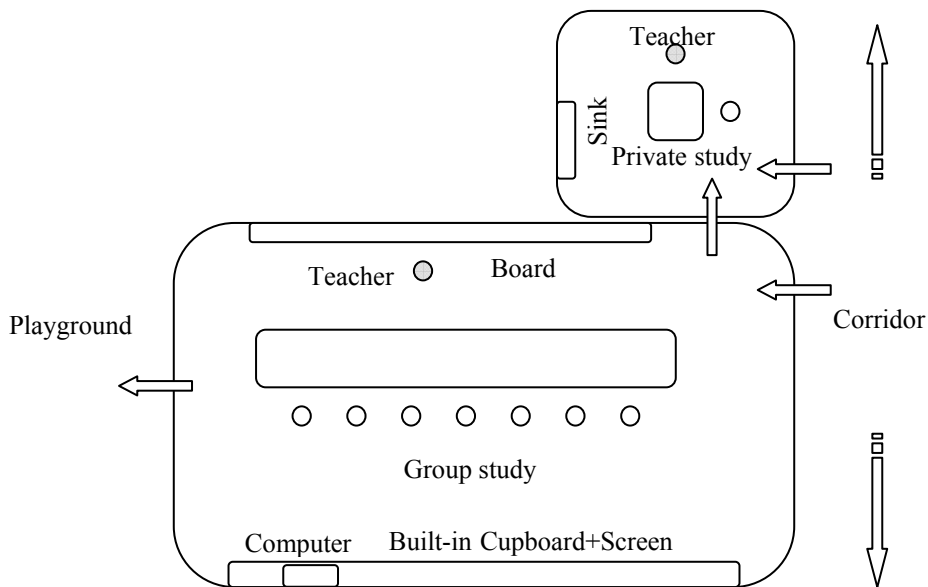 Teacher
Sink
Private study
Teacher
Board
Playground
Corridor
Group study
Computer
Built-in Cupboard+Screen